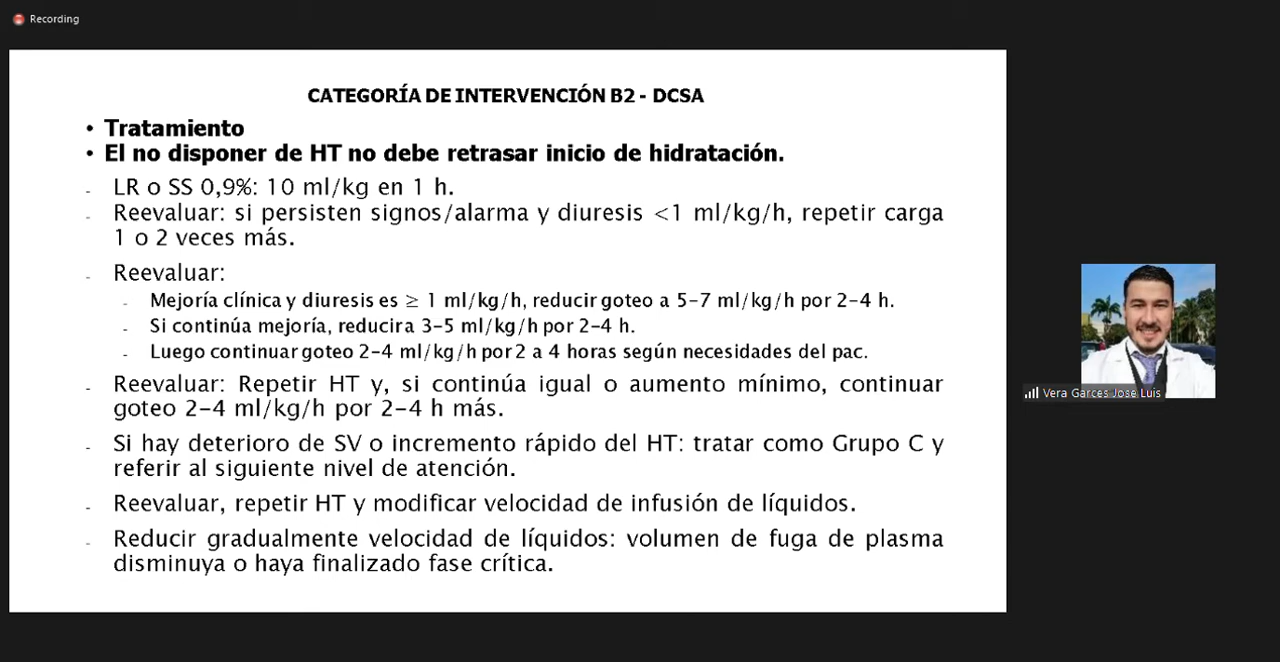 Recording
CATEGORÍA DE INTERVENCIÓN B2 - DCSA
• Tratamiento
• El no disponer de HT no debe retrasar inicio de hidratación.
- LR o SS 0,9%: 10 ml/kg en 1 h.
- Reevaluar: si persisten signos/alarma y diuresis <1 ml/kg/h, repetir carga
1 o 2 veces más.
- Reevaluar:
- Mejoría clínica y diuresis es ≥ 1 ml/kg/h, reducir goteo a 5-7 ml/kg/h por 2-4 h.
- Si continúa mejoría, reducir a 3-5 ml/kg/h por 2-4 h.
- Luego continuar goteo 2-4 ml/kg/h por 2 a 4 horas según necesidades del pac.
- Reevaluar: Repetir HT y, si continúa igual o aumento mínimo, continuar
goteo 2-4 ml/kg/h por 2-4 h más.
- Si hay deterioro de SV o incremento rápido del HT: tratar como Grupo C y
referir al siguiente nivel de atención.
- Reevaluar, repetir HT y modificar velocidad de infusión de líquidos.
- Reducir gradualmente velocidad de líquidos: volumen de fuga de plasma
disminuya o haya finalizado fase crítica.
Vera Garces Jose Luis